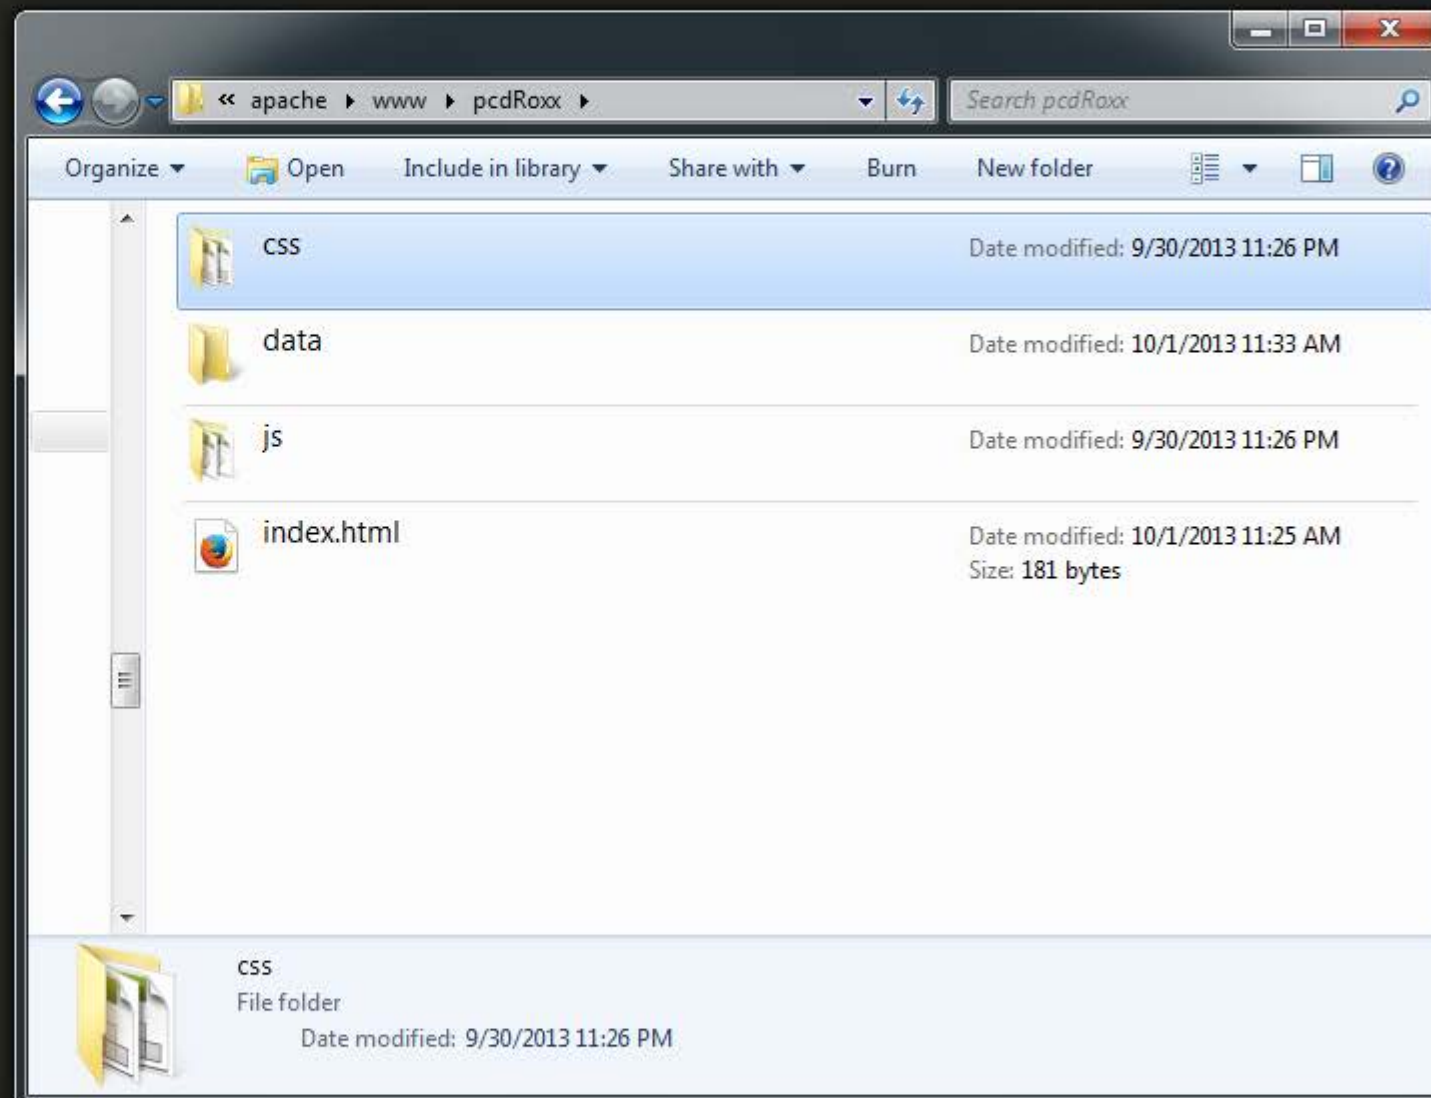 « apache ▸ www ▸ pcdRoxx ▸ Search pcdRoxx
Organize Open Include in library Share with Burn New folder
css Date modified: 9/30/2013 11:26 PM
data Date modified: 10/1/2013 11:33 AM
js Date modified: 9/30/2013 11:26 PM
index.html Date modified: 10/1/2013 11:25 AM
Size: 181 bytes
css
File folder
Date modified: 9/30/2013 11:26 PM